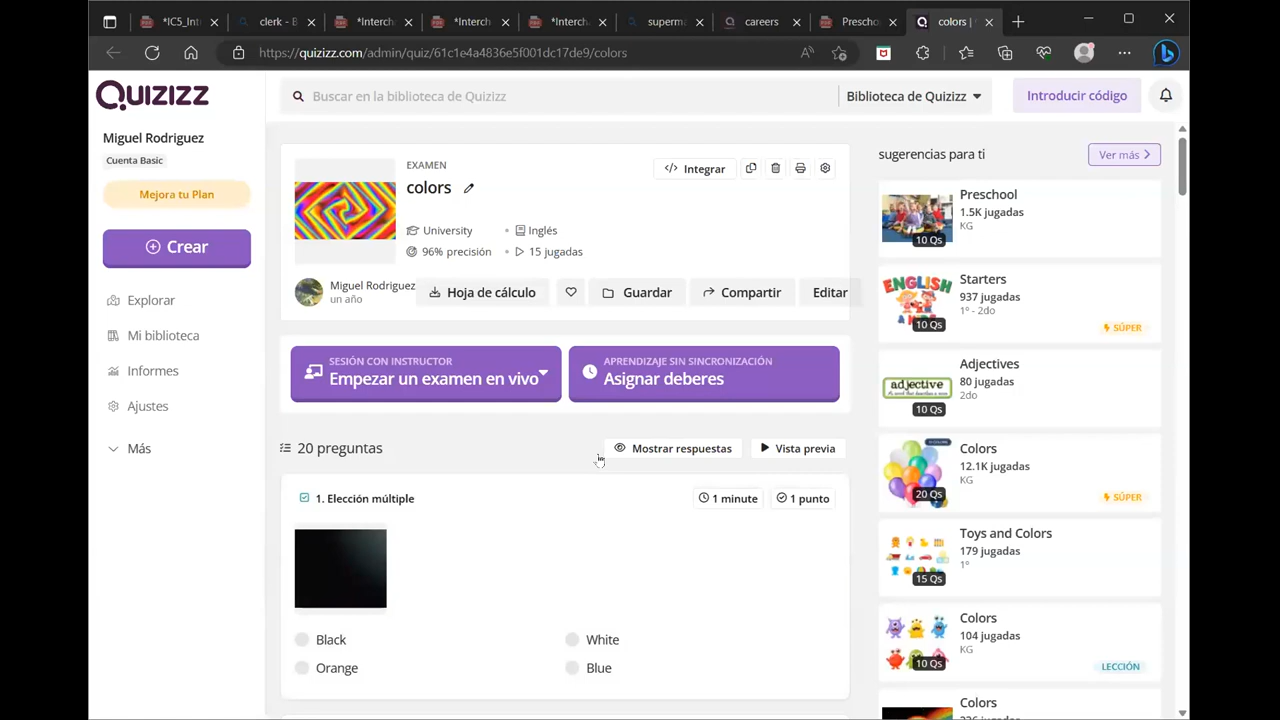 *IC5_Int
clerk - B
*Interch
*Interch
*Interch
superm
careers
Prescho
colors |
https://quizizz.com/admin/quiz/61c1e4a4836e5f001dc17de9/colors
Quizizz
Buscar en la biblioteca de Quizizz
Biblioteca de Quizizz
Introducir código
Miguel Rodriguez
Cuenta Basic
Mejora tu Plan
Crear
Explorar
Mi biblioteca
Informes
Ajustes
Más
EXAMEN
colors
Integrar
University
Inglés
96% precisión
15 jugadas
Miguel Rodriguez
un año
Hoja de cálculo
Guardar
Compartir
Editar
SESIÓN CON INSTRUCTOR
Empezar un examen en vivo
APRENDIZAJE SIN SINCRONIZACIÓN
Asignar deberes
20 preguntas
Mostrar respuestas
Vista previa
1. Elección múltiple
1 minute
1 punto
Black
White
Orange
Blue
sugerencias para ti
Ver más
Preschool
1.5K jugadas
KG
10 Qs
Starters
937 jugadas
1º - 2do
ENGLISH
10 Qs
SÚPER
Adjectives
80 jugadas
2do
adjective
10 Qs
Colors
12.1K jugadas
KG
20 Qs
SÚPER
Toys and Colors
179 jugadas
1º
15 Qs
Colors
104 jugadas
KG
10 Qs
LECCIÓN
Colors